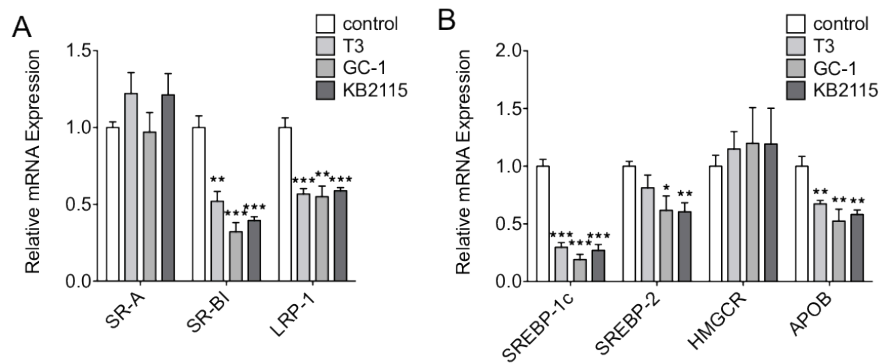 A
Relative mRNA Expression
1.5
1.0
0.5
0.0
control
T3
GC-1
KB2115
**
***
***
***
**
***
SR-A
SR-BI
LRP-1
B
Relative mRNA Expression
2.0
1.5
1.0
0.5
0.0
control
T3
GC-1
KB2115
***
***
***
*
**
**
**
**
SREBP-1c
SREBP-2
HMGCR
APOB